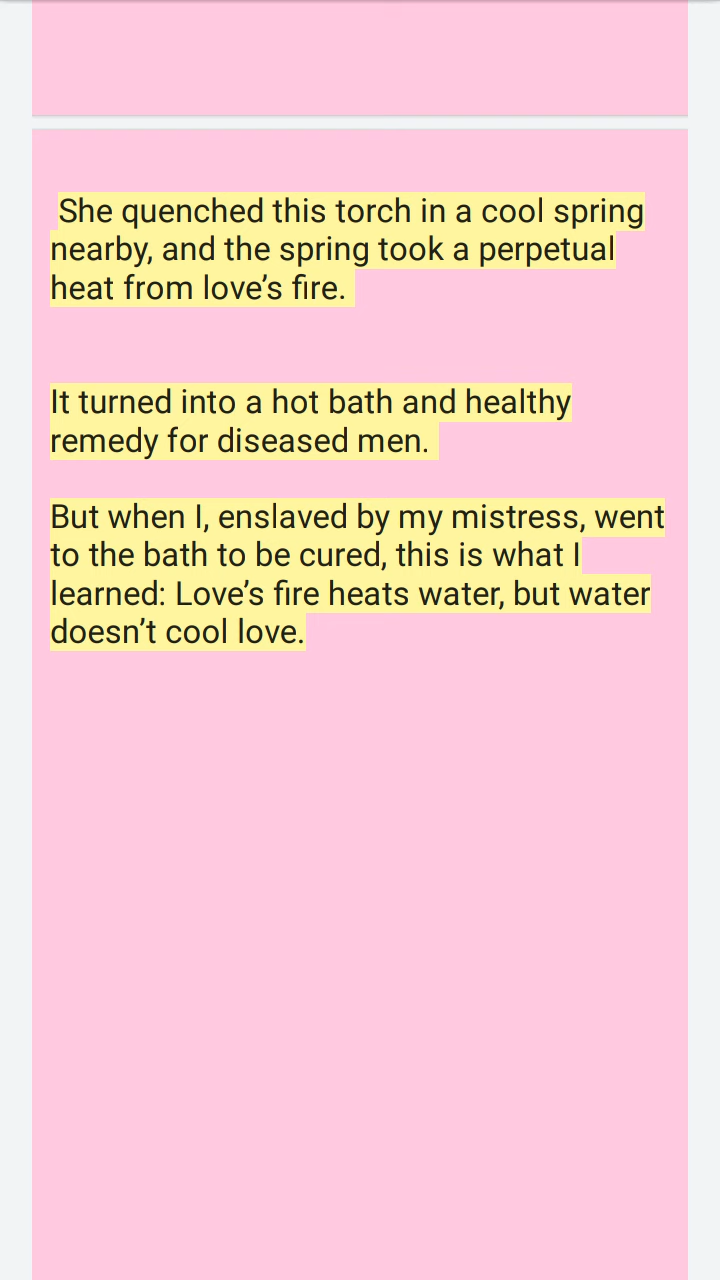 She quenched this torch in a cool spring
nearby, and the spring took a perpetual
heat from love’s fire.
It turned into a hot bath and healthy
remedy for diseased men.
But when I, enslaved by my mistress, went
to the bath to be cured, this is what I
learned: Love’s fire heats water, but water
doesn’t cool love.